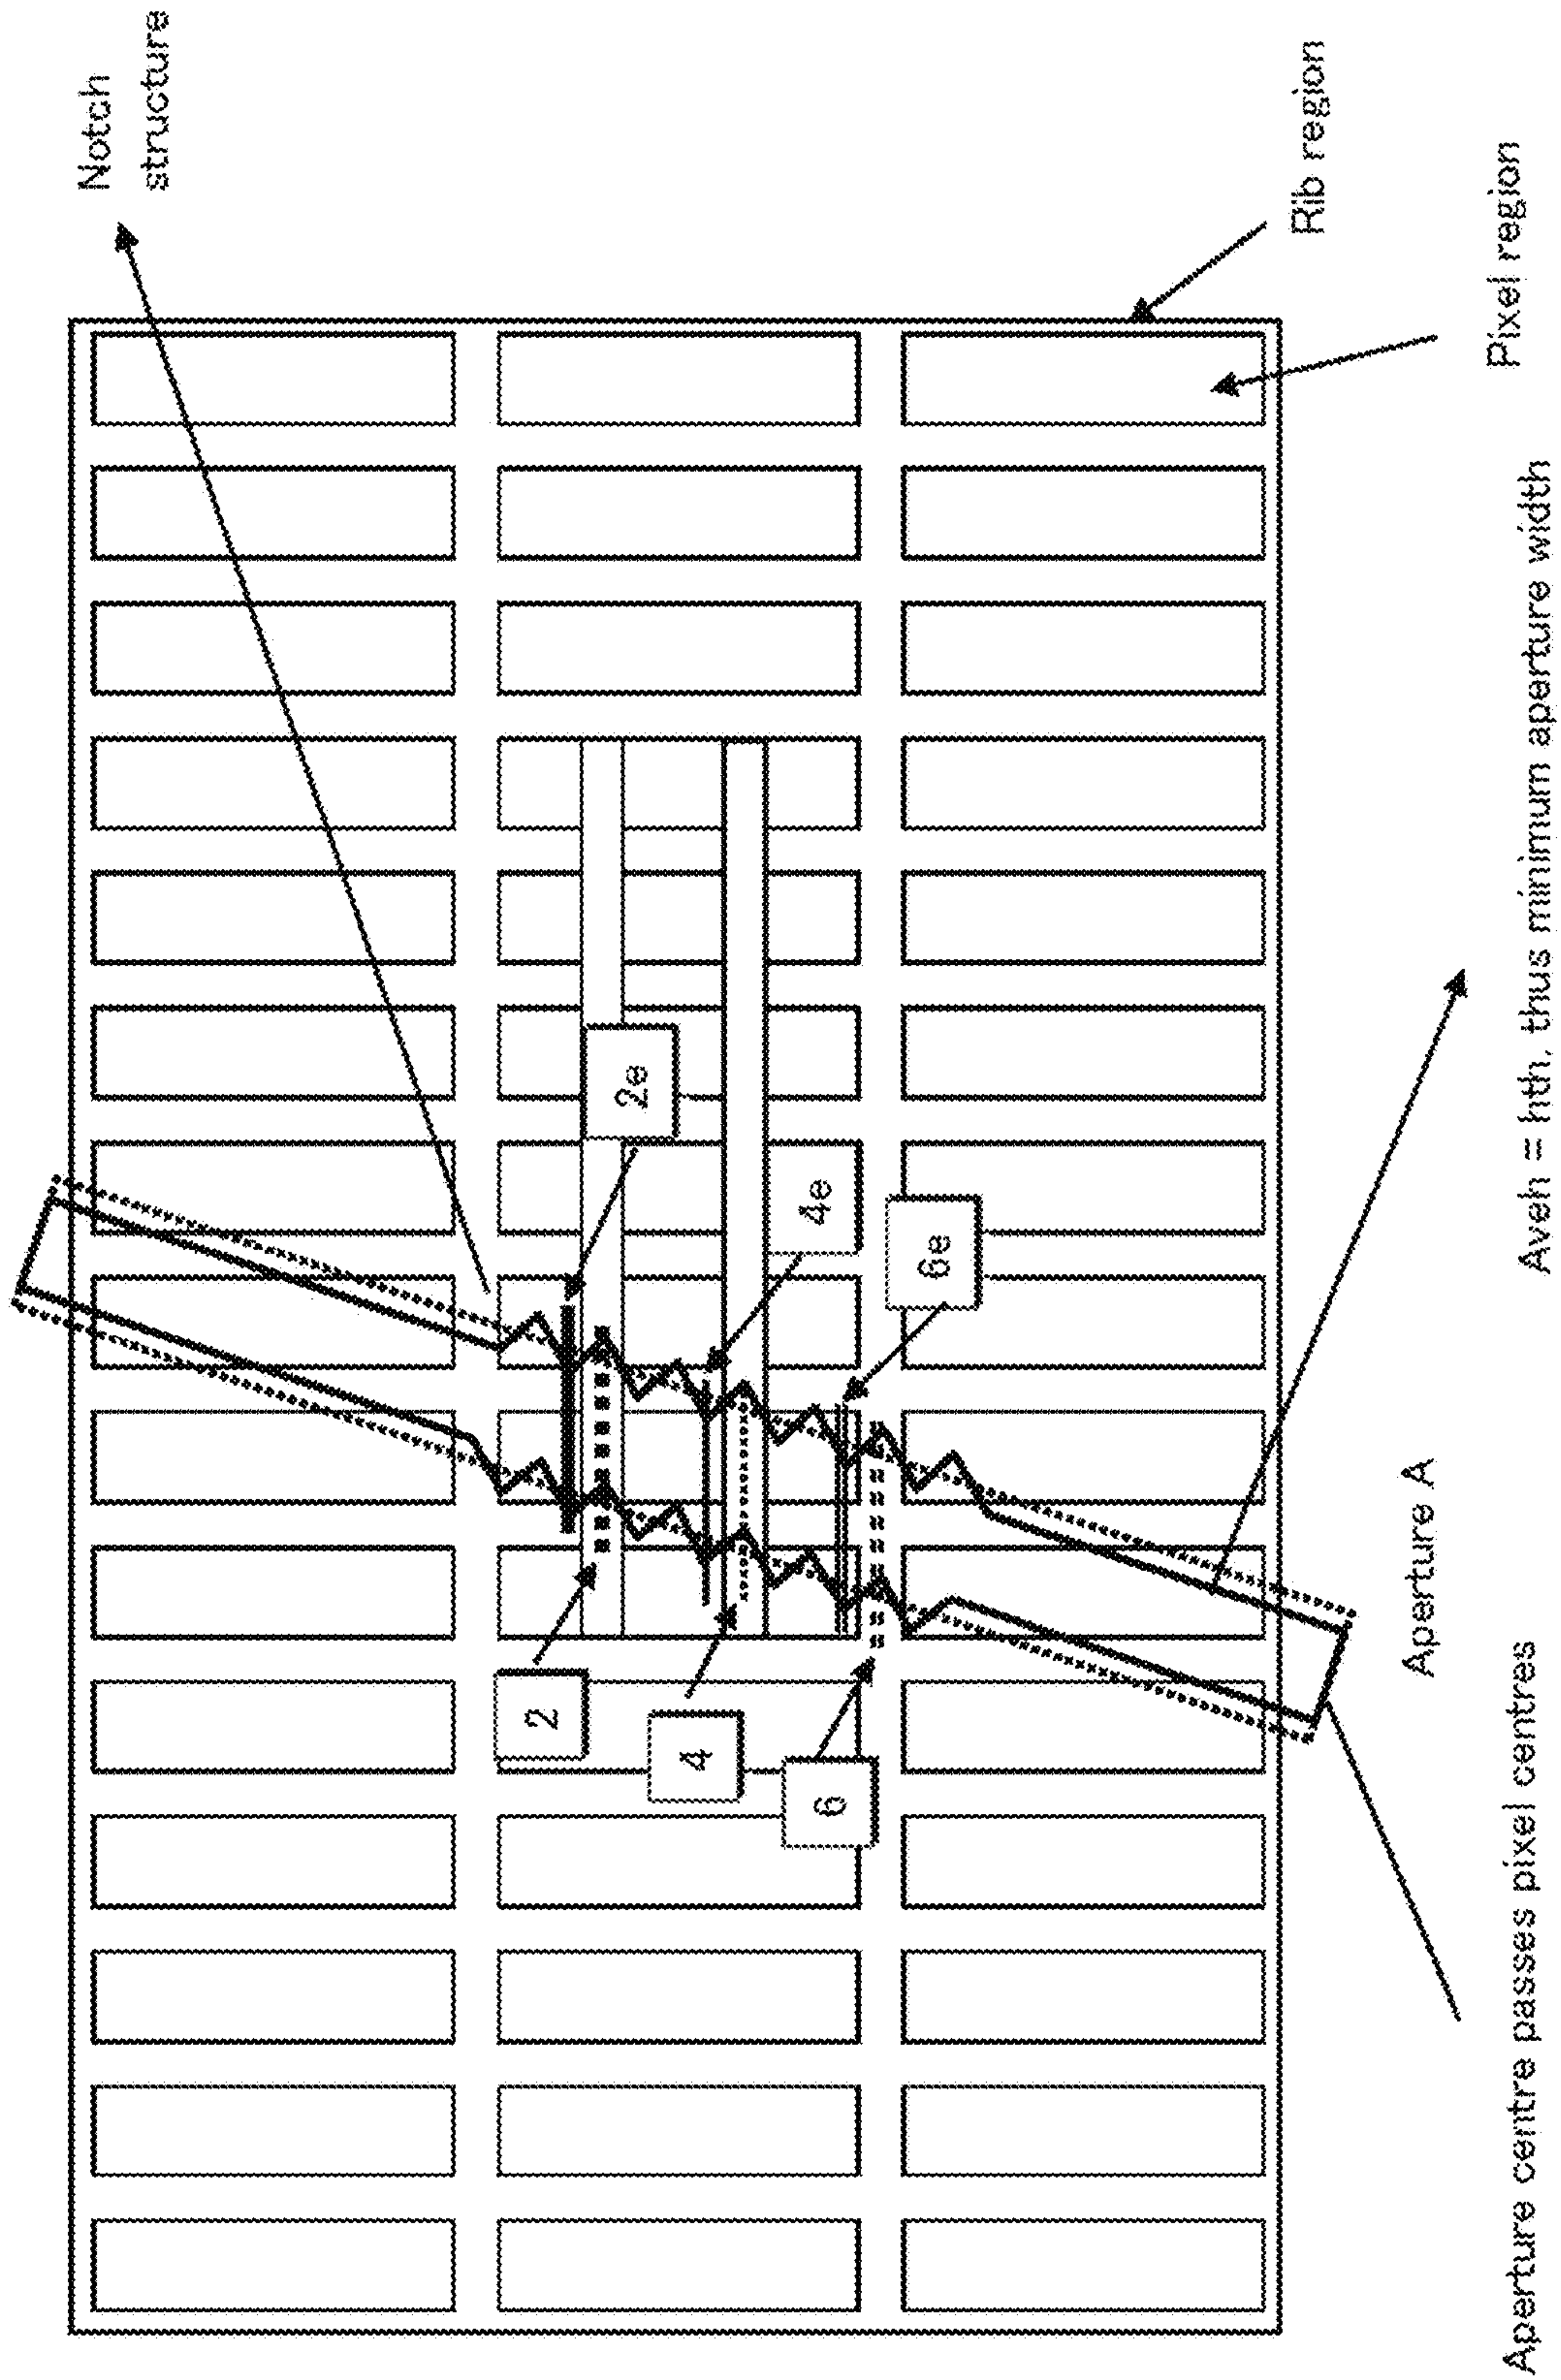 Notch
structure
Rib region
Pixel region
2e
4e
6e
2
4
6
Aperture A
Aveh = hth, thus minimum aperture width
Aperture centre passes pixel centres